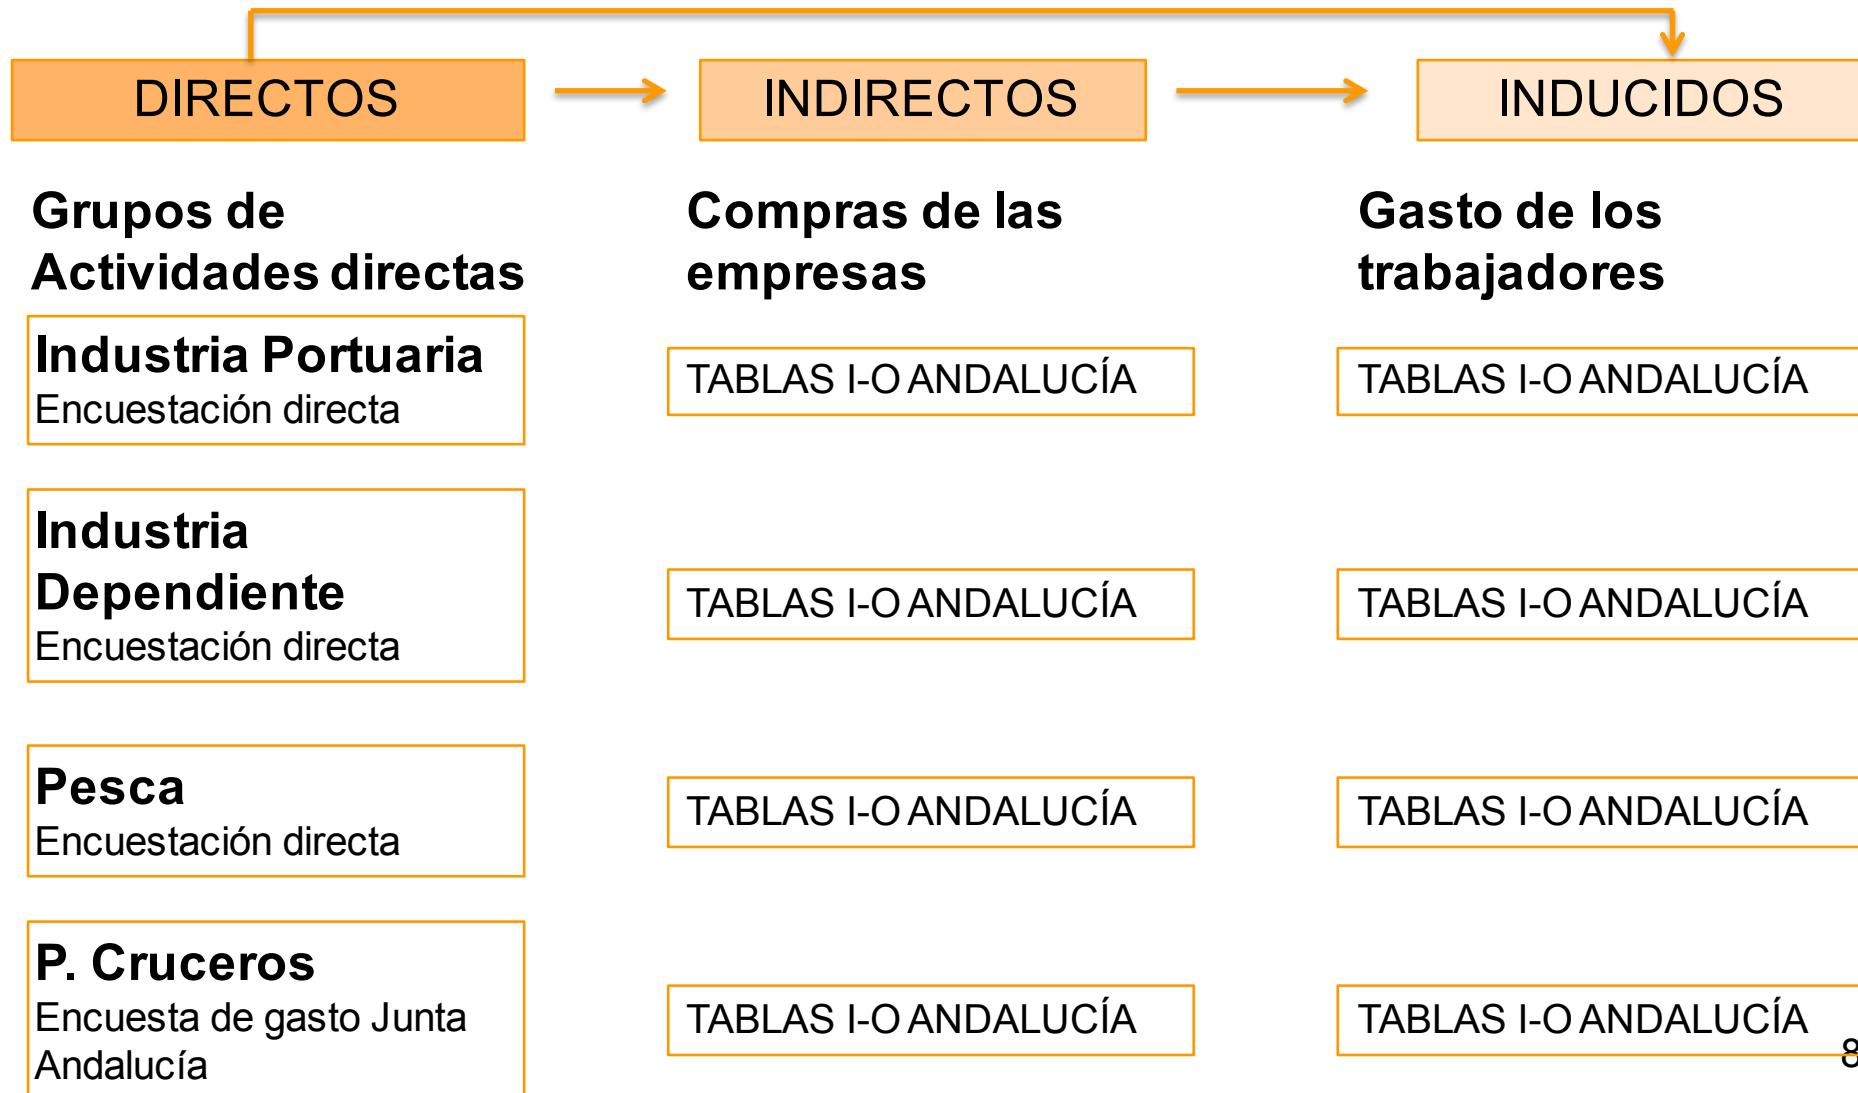 DIRECTOS
INDIRECTOS
INDUCIDOS
Grupos de
Actividades directas
Compras de las
empresas
Gasto de los
trabajadores
Industria Portuaria
Encuestación directa
TABLAS I-O ANDALUCÍA
TABLAS I-O ANDALUCÍA
Industria
Dependiente
Encuestación directa
TABLAS I-O ANDALUCÍA
TABLAS I-O ANDALUCÍA
Pesca
Encuestación directa
TABLAS I-O ANDALUCÍA
TABLAS I-O ANDALUCÍA
P. Cruceros
Encuesta de gasto Junta
Andalucía
TABLAS I-O ANDALUCÍA
TABLAS I-O ANDALUCÍA
8